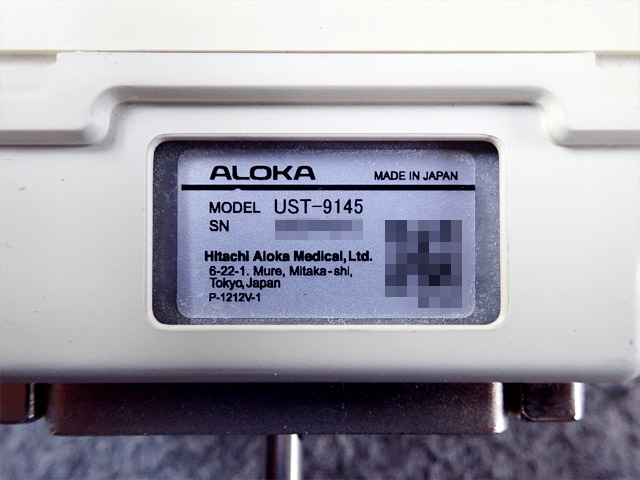 ALOKA
MADE IN JAPAN
MODEL UST-9145
SN
Hitachi Aloka Medical, Ltd.
6-22-1. Mure, Mitaka-shi,
Tokyo, Japan
P-1212V-1